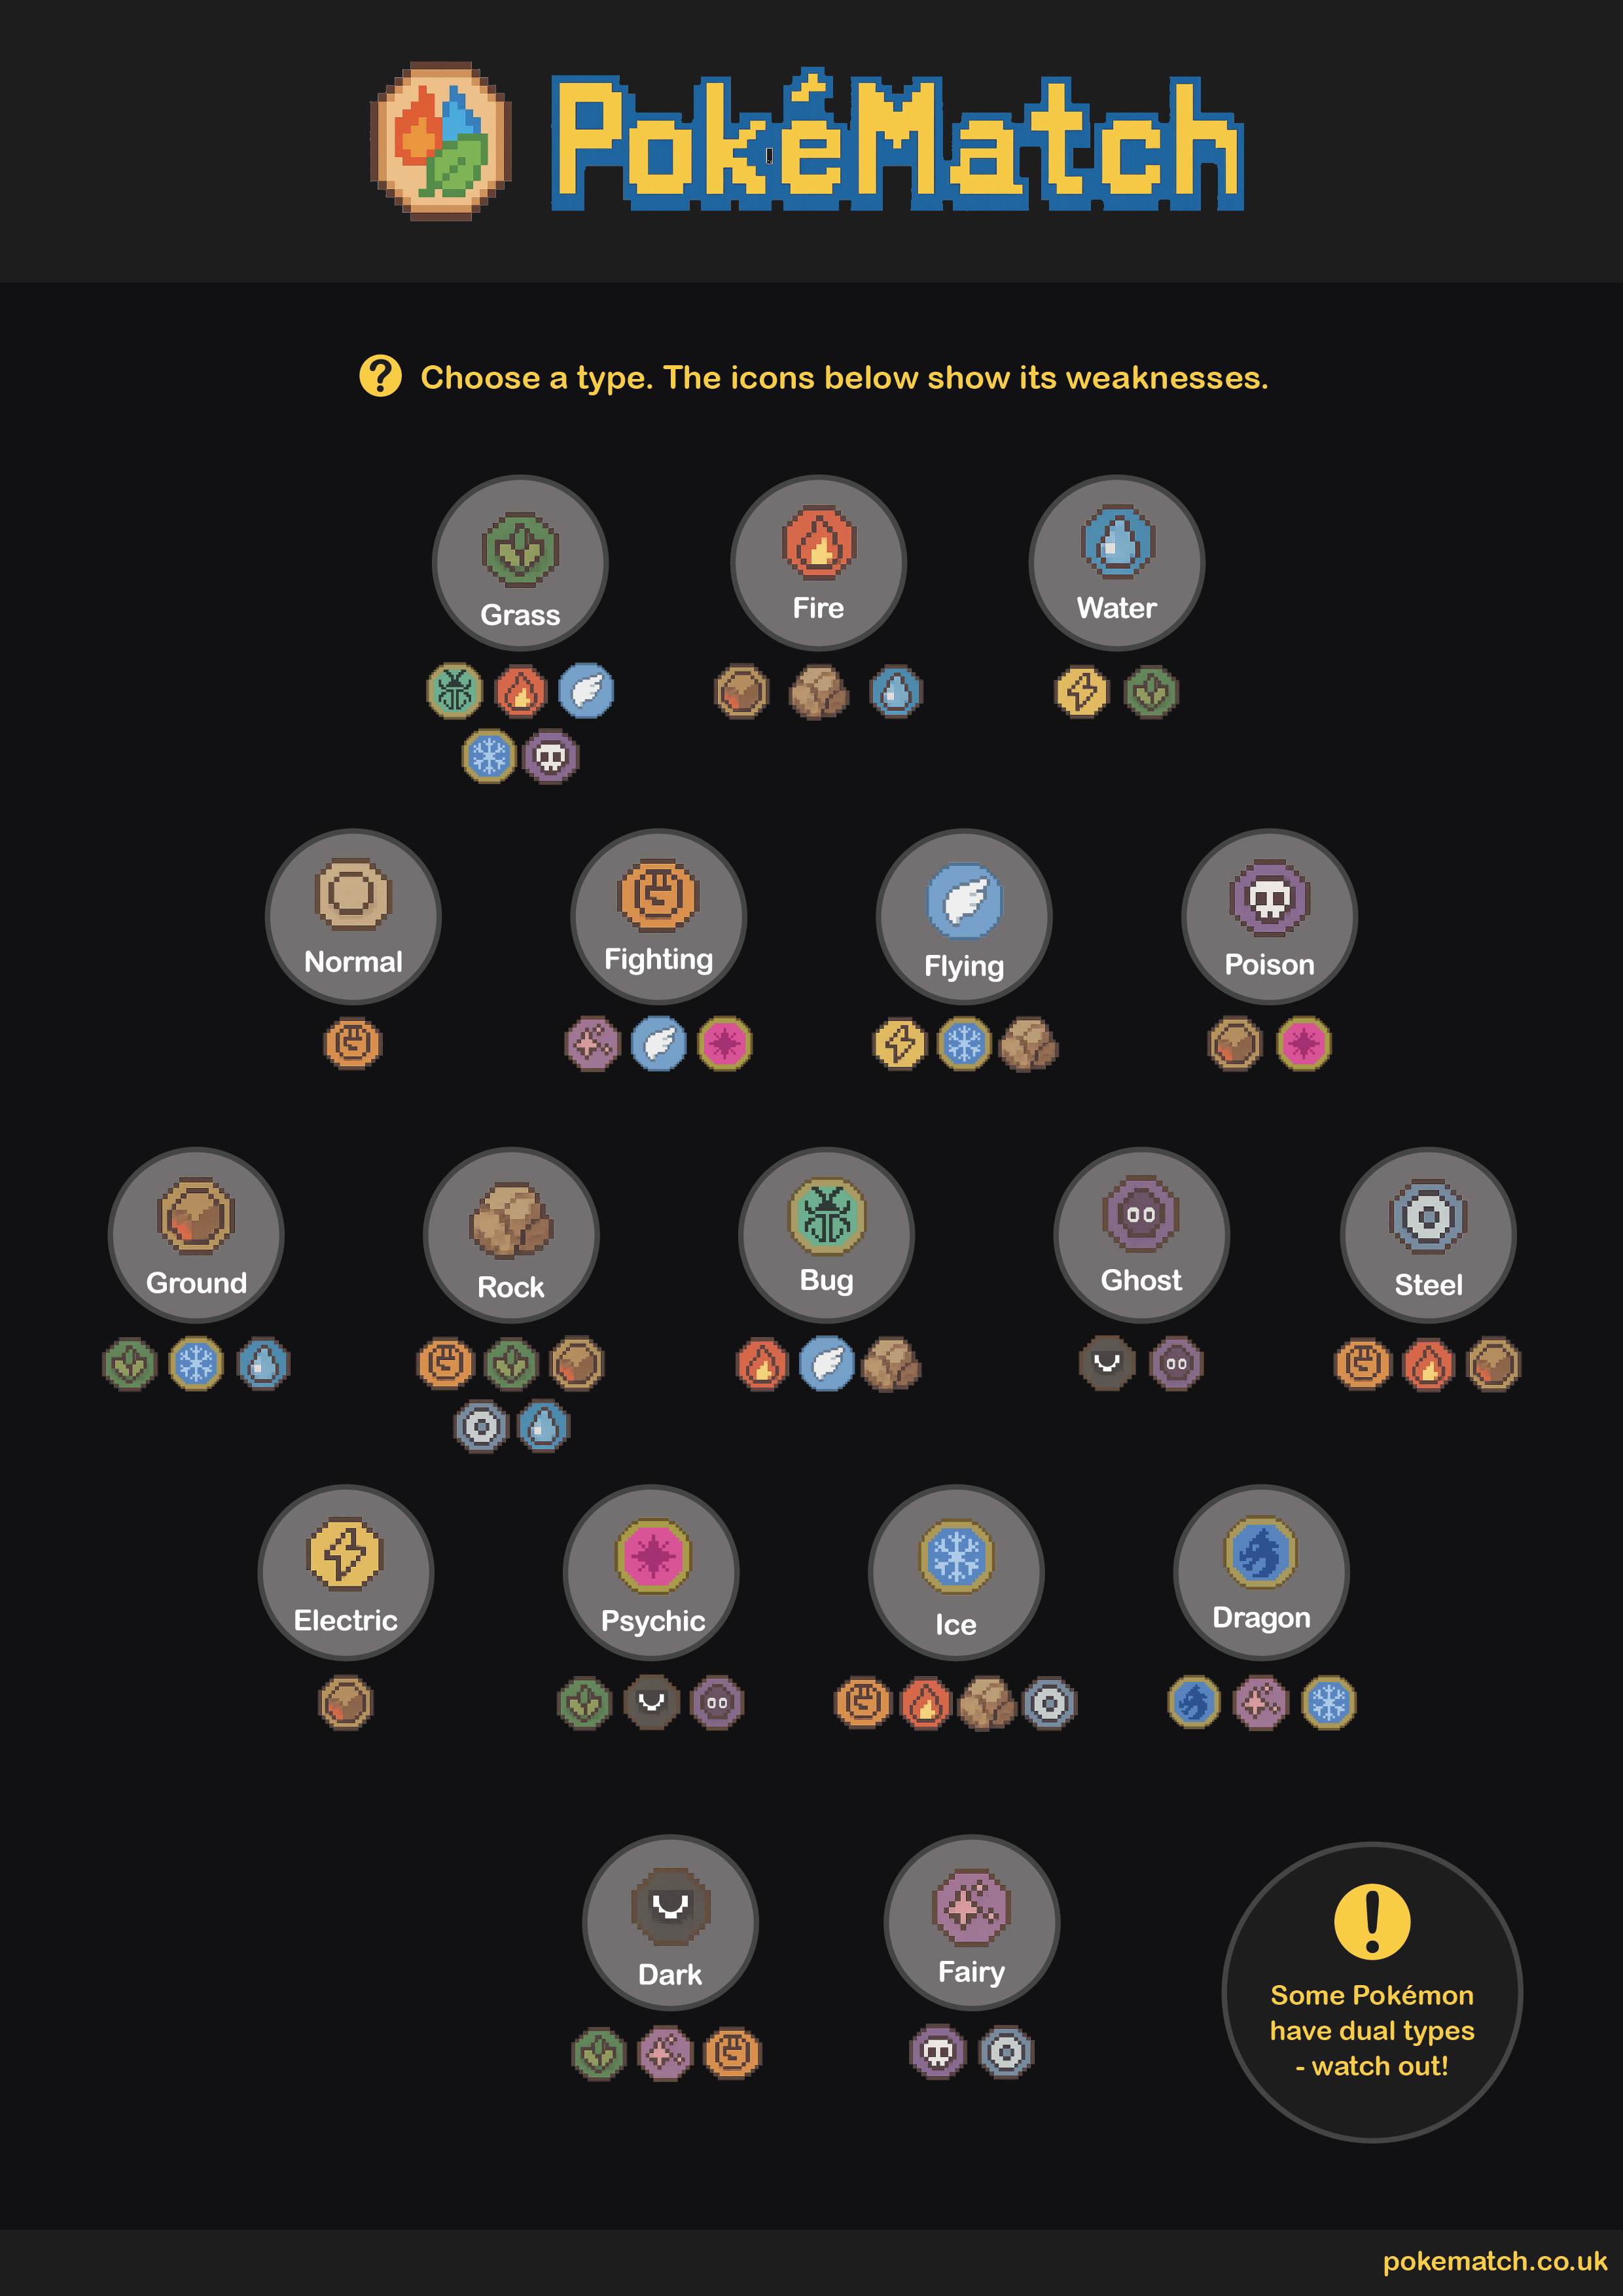 PokéMatch
? Choose a type. The icons below show its weaknesses.
Grass
Fire
Water
Normal
Fighting
Flying
Poison
Ground
Rock
Bug
Ghost
Steel
Electric
Psychic
Ice
Dragon
Dark
Fairy
!
Some Pokémon
have dual types
- watch out!
pokematch.co.uk